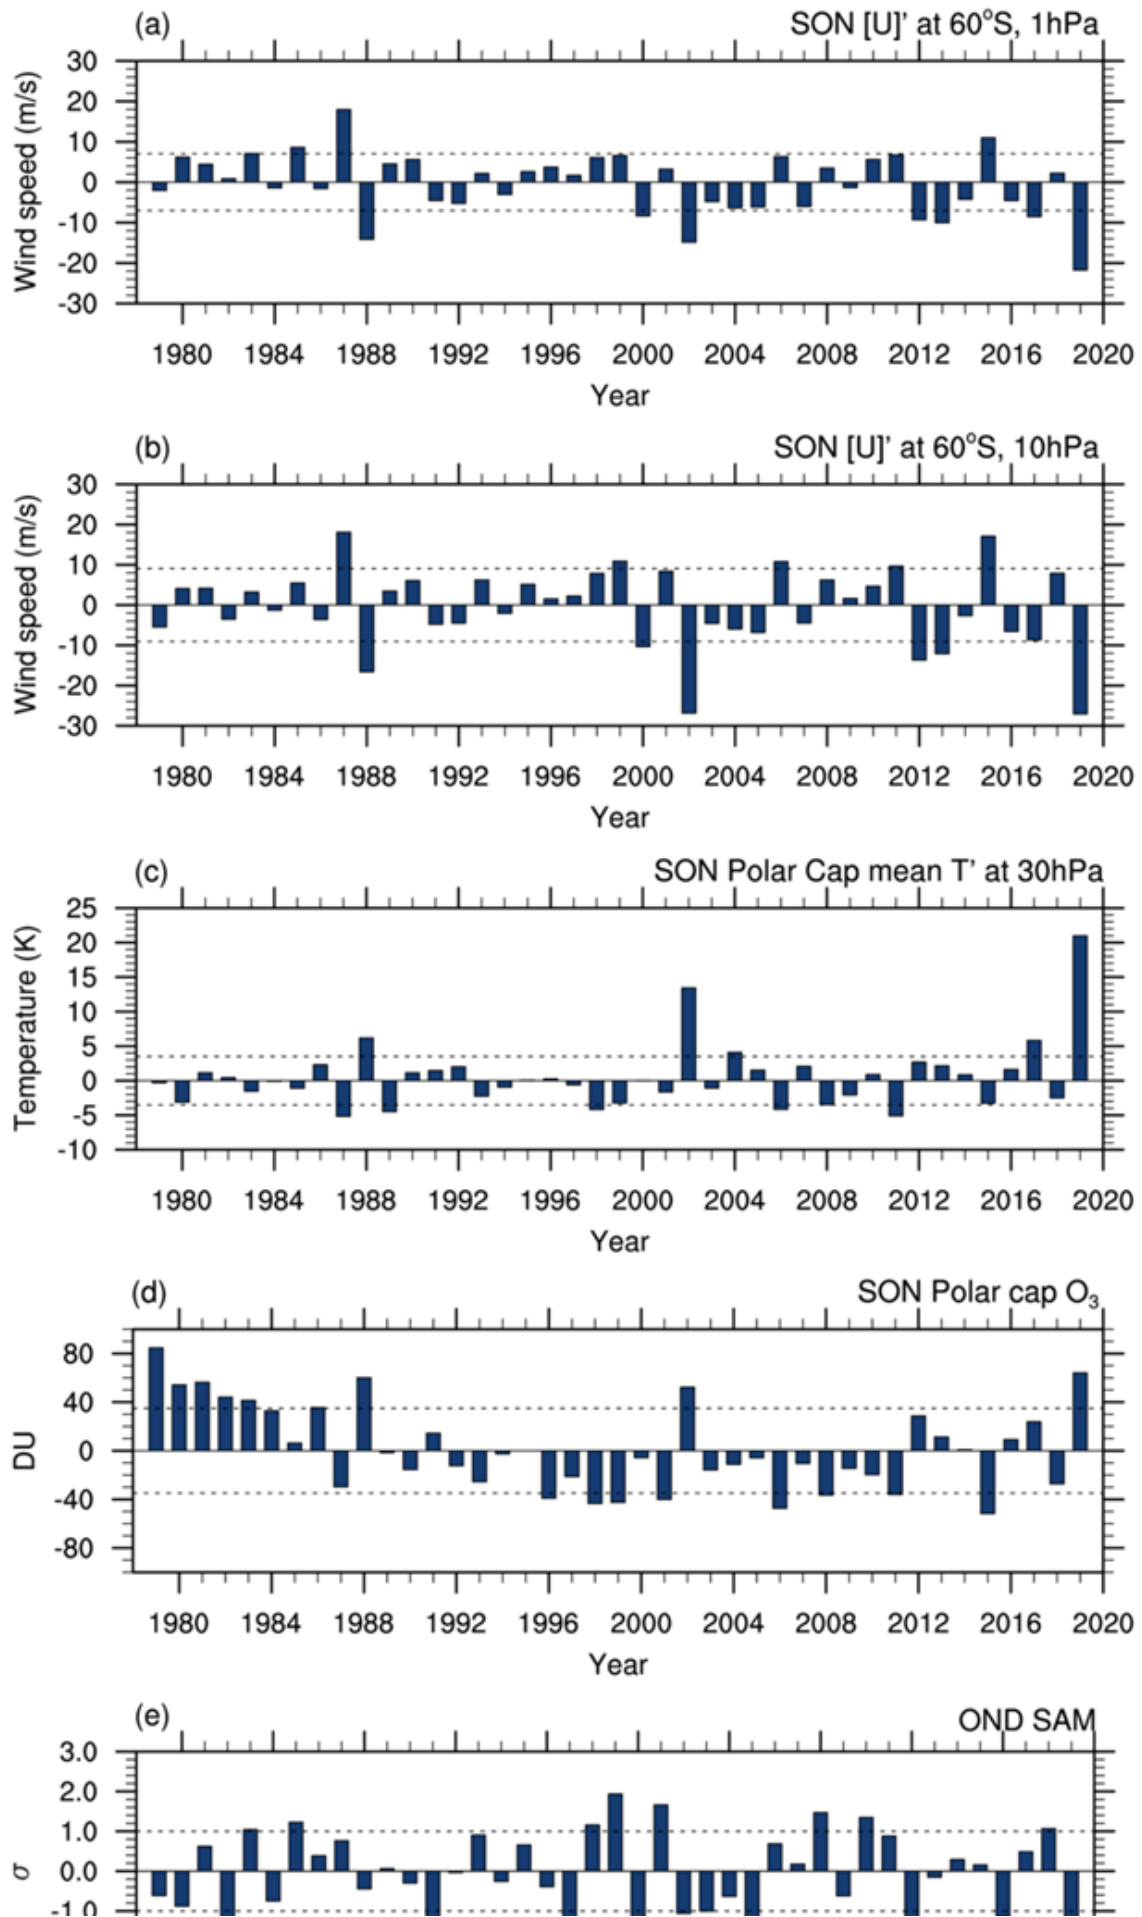 (a) SON [U]’ at 60°S, 1hPa
Wind speed (m/s)
30
20
10
0
-10
-20
-30
1980 1984 1988 1992 1996 2000 2004 2008 2012 2016 2020
Year
(b) SON [U]’ at 60°S, 10hPa
Wind speed (m/s)
30
20
10
0
-10
-20
-30
1980 1984 1988 1992 1996 2000 2004 2008 2012 2016 2020
Year
(c) SON Polar Cap mean T’ at 30hPa
Temperature (K)
25
20
15
10
5
0
-5
-10
1980 1984 1988 1992 1996 2000 2004 2008 2012 2016 2020
Year
(d) SON Polar cap O₃
DU
80
40
0
-40
-80
1980 1984 1988 1992 1996 2000 2004 2008 2012 2016 2020
Year
(e) OND SAM
σ
3.0
2.0
1.0
0.0
-1.0